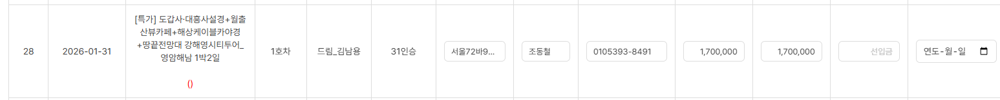 28
2026-01-31
[특가] 도갑사·대흥사설경+월출
산뷰카페+해상케이블카야경
+땅끝전망대 강해영시티투어_
영암해남 1박2일
()
1호차
드림_김남용
31인승
서울72바9...
조동철
0105393-8491
1,700,000
1,700,000
선입금
연도-월-일